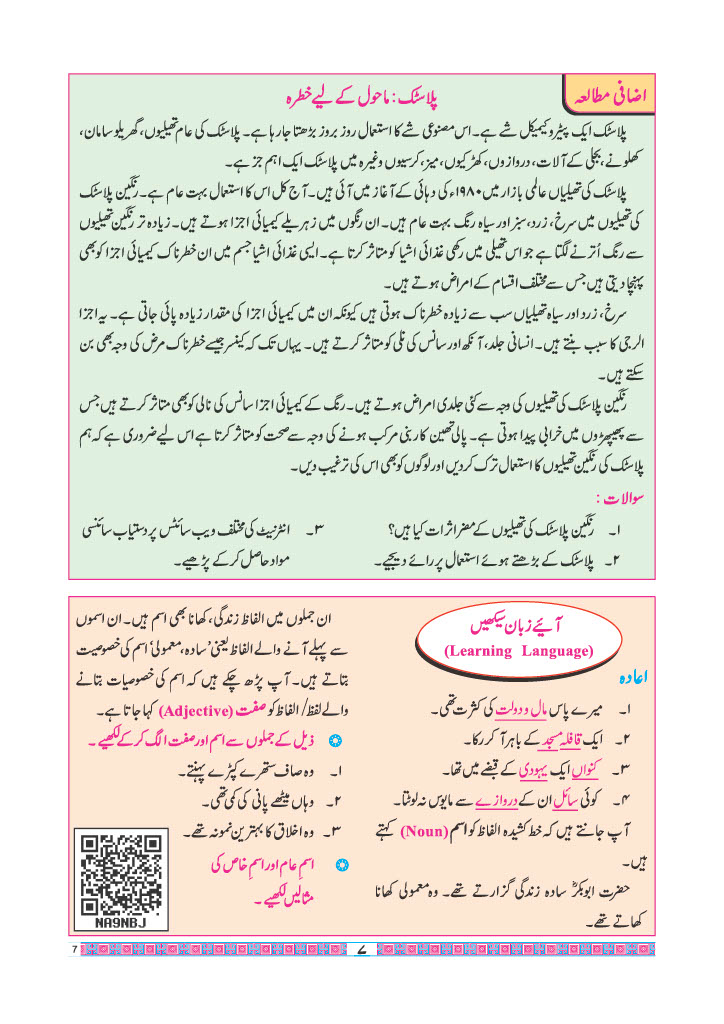 اضافی مطالعہ
پلاسٹک : ماحول کے لیے خطرہ
پلاسٹک ایک پیٹرو کیمیکل شے ہے۔ اس مصنوعی شے کا استعمال روز بروز بڑھتا جارہا ہے۔ پلاسٹک کی عام تھیلیوں، گھریلو سامان،
کھلونے، بجلی کے آلات، دروازوں، کھڑکیوں، میز، کرسیوں وغیرہ میں پلاسٹک ایک اہم جز ہے۔
پلاسٹک کی تھیلیاں عالمی بازار میں ۱۹۸۰ء کی دہائی کے آغاز میں آئی ہیں۔ آج کل اس کا استعمال بہت عام ہے۔ رنگین پلاسٹک
کی تھیلیوں میں سرخ، زرد، سبز اور سیاہ رنگ بہت عام ہیں۔ ان رنگوں میں زہریلے کیمیائی اجزا ہوتے ہیں۔ زیادہ تر رنگین تھیلیوں
سے رنگ اُترنے لگتا ہے جو اس تھیلی میں رکھی غذائی اشیا کو متاثر کرتا ہے۔ ایسی غذائی اشیا جسم میں ان خطرناک کیمیائی اجزا کو بھی
پہنچا دیتی ہیں جس سے مختلف اقسام کے امراض ہوتے ہیں۔
سرخ، زرد اور سیاہ تھیلیاں سب سے زیادہ خطرناک ہوتی ہیں کیونکہ ان میں کیمیائی اجزا کی مقدار زیادہ پائی جاتی ہے۔ یہ اجزا
الرجی کا سبب بنتے ہیں۔ انسانی جلد، آنکھ اور سانس کی نلی کو متاثر کرتے ہیں۔ یہاں تک کہ کینسر جیسے خطرناک مرض کی وجہ بھی بن
سکتے ہیں۔
رنگین پلاسٹک کی تھیلیوں کی وجہ سے کئی جلدی امراض ہوتے ہیں۔ رنگ کے کیمیائی اجزا سانس کی نالی کو بھی متاثر کرتے ہیں جس
سے پھیپھڑوں میں خرابی پیدا ہوتی ہے۔ پالی تھین کاربنی مرکب ہونے کی وجہ سے صحت کو متاثر کرتا ہے اس لیے ضروری ہے کہ ہم
پلاسٹک کی رنگین تھیلیوں کا استعمال ترک کردیں اور لوگوں کو بھی اس کی ترغیب دیں۔
سوالات :
۱۔ رنگین پلاسٹک کی تھیلیوں کے مضر اثرات کیا ہیں؟
۲۔ پلاسٹک کے بڑھتے ہوئے استعمال پر رائے دیجیے۔
۳۔ انٹرنیٹ کی مختلف ویب سائٹس پر دستیاب سائنسی
مواد حاصل کر کے پڑھیے۔
آئیے زبان سیکھیں
(Learning Language)
اعادہ
۱۔ میرے پاس مال و دولت کی کثرت تھی۔
۲۔ ایک قافلہ مسجد کے باہر آکر رکا۔
۳۔ کنواں ایک یہودی کے قبضے میں تھا۔
۴۔ کوئی سائل ان کے دروازے سے مایوس نہ لوٹتا۔
آپ جانتے ہیں کہ خط کشیدہ الفاظ کو اسم (Noun) کہتے
ہیں۔
حضرت ابوبکرؓ سادہ زندگی گزارتے تھے۔ وہ معمولی کھانا
کھاتے تھے۔
ان جملوں میں الفاظ زندگی، کھانا بھی اسم ہیں۔ ان اسموں
سے پہلے آنے والے الفاظ یعنی 'سادہ، معمولی' اسم کی خصوصیت
بتاتے ہیں۔ آپ پڑھ چکے ہیں کہ اسم کی خصوصیات بتانے
والے لفظ/ الفاظ کو صفت (Adjective) کہا جاتا ہے۔
ذیل کے جملوں سے اسم اور صفت الگ کرکے لکھیے۔
۱۔ وہ صاف ستھرے کپڑے پہنتے۔
۲۔ وہاں میٹھے پانی کی کمی تھی۔
۳۔ وہ اخلاق کا بہترین نمونہ تھے۔
اسمِ عام اور اسمِ خاص کی
مثالیں لکھیے۔
NA9NBJ
7
۷